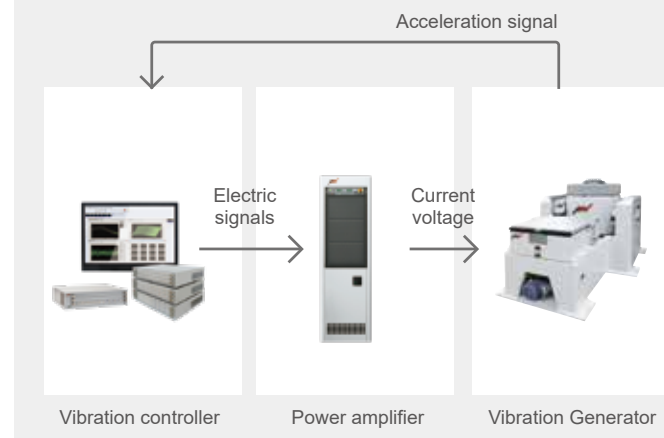 Acceleration signal
Electric
signals
Current
voltage
Vibration controller
Power amplifier
Vibration Generator